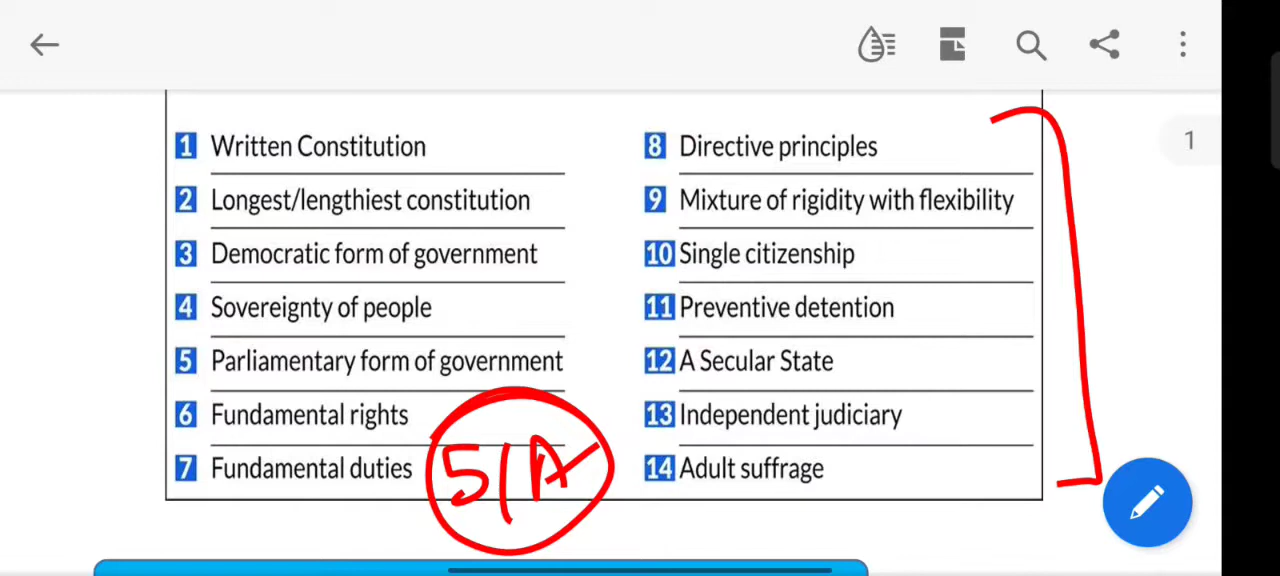 1
1 Written Constitution
2 Longest/lengthiest constitution
3 Democratic form of government
4 Sovereignty of people
5 Parliamentary form of government
6 Fundamental rights
7 Fundamental duties
51A
8 Directive principles
9 Mixture of rigidity with flexibility
10 Single citizenship
11 Preventive detention
12 A Secular State
13 Independent judiciary
14 Adult suffrage